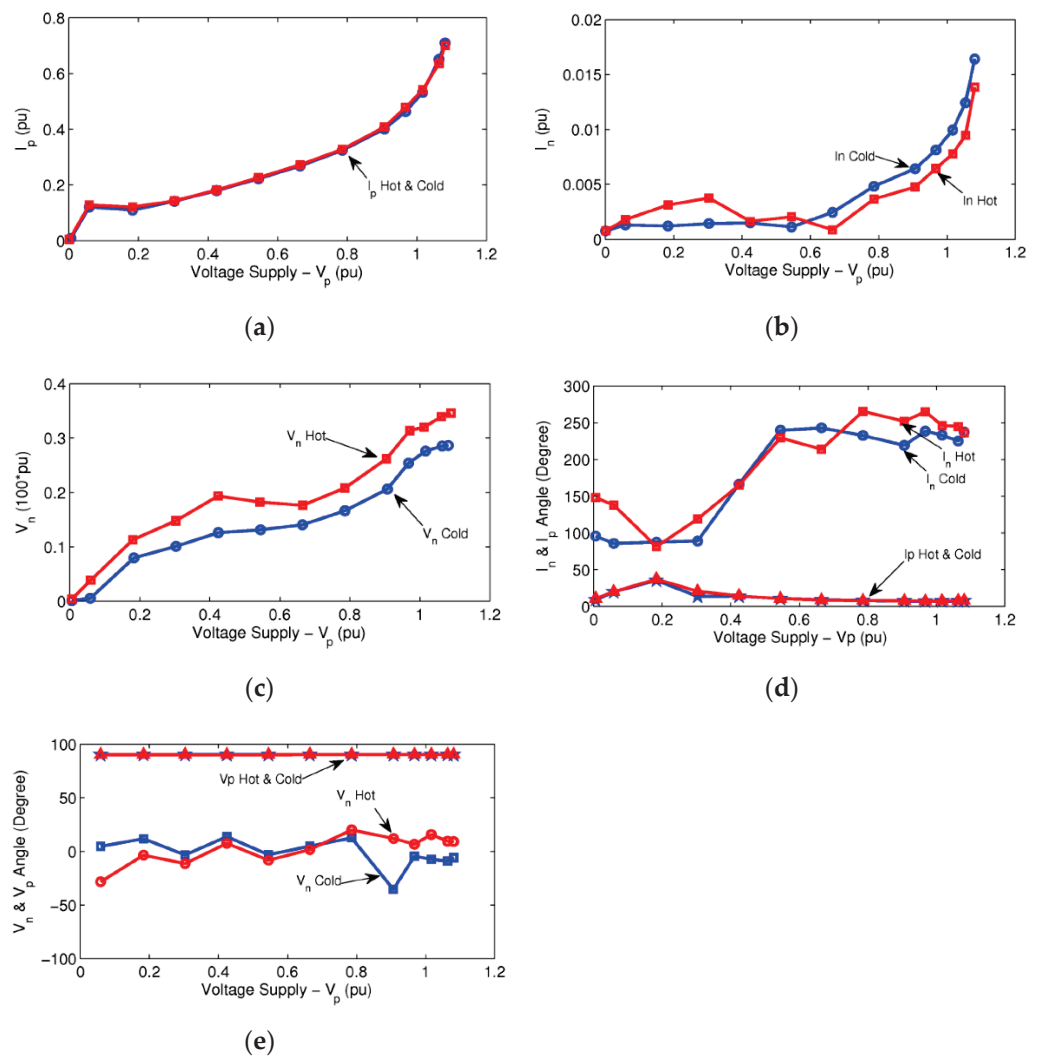 0.8
0.6
0.4
0.2
0
I_p (pu)
I_p Hot & Cold
0 0.2 0.4 0.6 0.8 1 1.2
Voltage Supply – V_p (pu)
(a)
0.02
0.015
0.01
0.005
0
I_n (pu)
In Cold
In Hot
0 0.2 0.4 0.6 0.8 1 1.2
Voltage Supply – V_p (pu)
(b)
0.4
0.3
0.2
0.1
0
V_n (100*pu)
V_n Hot
V_n Cold
0 0.2 0.4 0.6 0.8 1 1.2
Voltage Supply – V_p (pu)
(c)
300
250
200
150
100
50
0
I_n & I_p Angle (Degree)
I_n Hot
I_n Cold
Ip Hot & Cold
0 0.2 0.4 0.6 0.8 1 1.2
Voltage Supply – Vp (pu)
(d)
100
50
0
−50
−100
V_n & V_p Angle (Degree)
Vp Hot & Cold
V_n Hot
V_n Cold
0 0.2 0.4 0.6 0.8 1 1.2
Voltage Supply – V_p (pu)
(e)